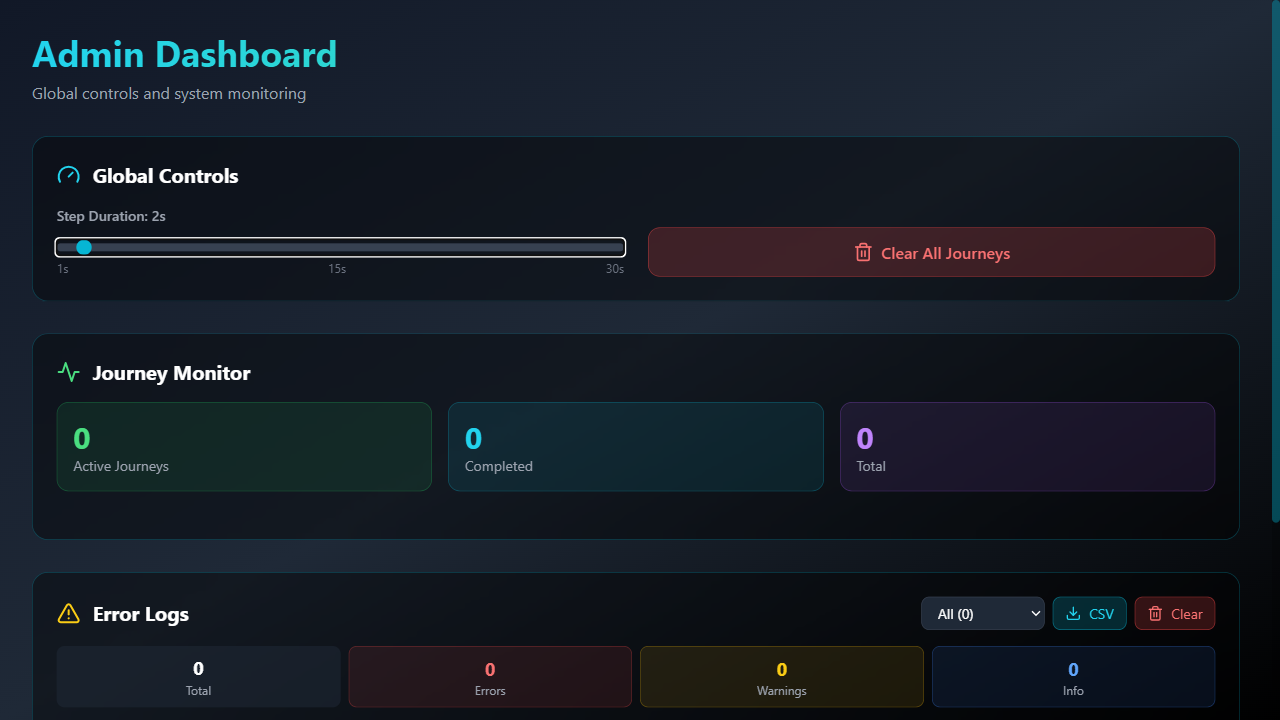 Admin Dashboard
Global controls and system monitoring
Global Controls
Step Duration: 2s
1s 15s 30s
Clear All Journeys
Journey Monitor
0 0 0
Active Journeys Completed Total
Error Logs All (0) CSV Clear
0 0 0 0
Total Errors Warnings Info